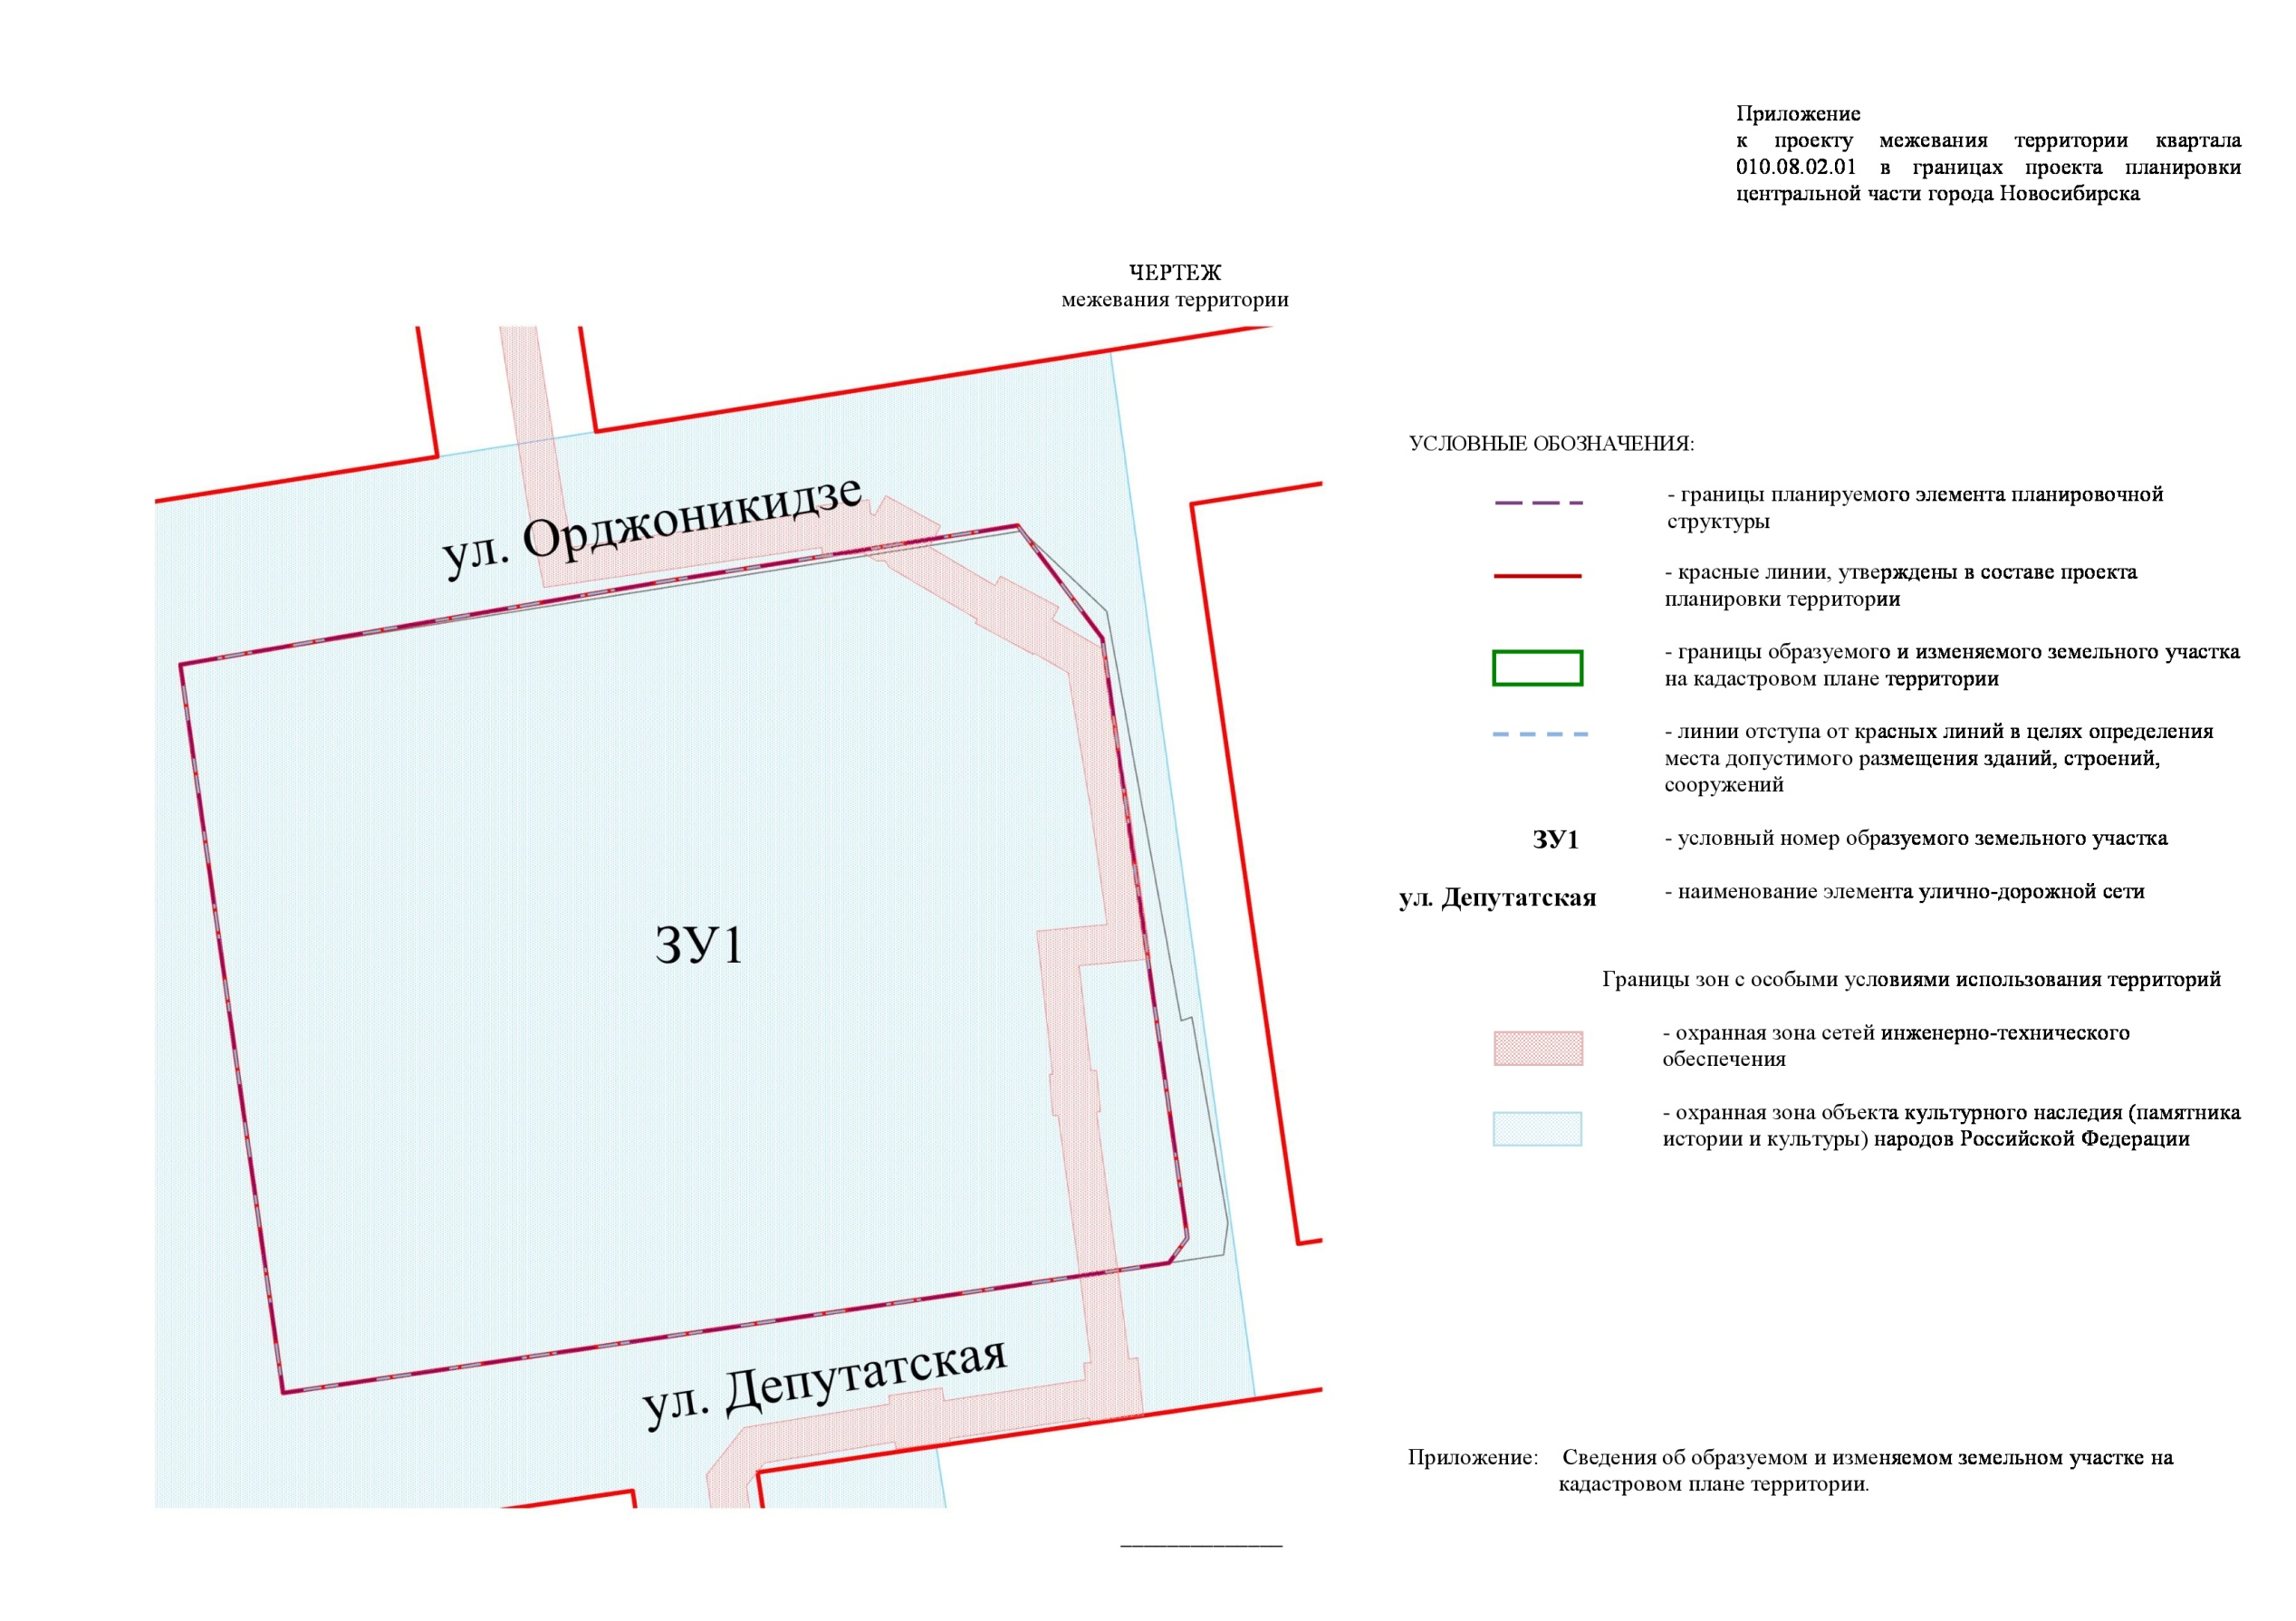 Приложение
к проекту межевания территории квартала
010.08.02.01 в границах проекта планировки
центральной части города Новосибирска
ЧЕРТЕЖ
межевания территории
ул. Орджоникидзе
ЗУ1
ул. Депутатская
УСЛОВНЫЕ ОБОЗНАЧЕНИЯ:
- границы планируемого элемента планировочной
структуры
- красные линии, утверждены в составе проекта
планировки территории
- границы образуемого и изменяемого земельного участка
на кадастровом плане территории
- линии отступа от красных линий в целях определения
места допустимого размещения зданий, строений,
сооружений
ЗУ1 - условный номер образуемого земельного участка
ул. Депутатская - наименование элемента улично-дорожной сети
Границы зон с особыми условиями использования территорий
- охранная зона сетей инженерно-технического
обеспечения
- охранная зона объекта культурного наследия (памятника
истории и культуры) народов Российской Федерации
Приложение: Сведения об образуемом и изменяемом земельном участке на
кадастровом плане территории.